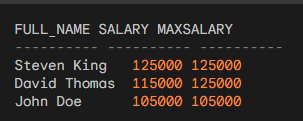 FULL_NAME SALARY MAXSALARY
---------- ---------- ----------
Steven King 125000 125000
David Thomas 115000 125000
John Doe 105000 105000